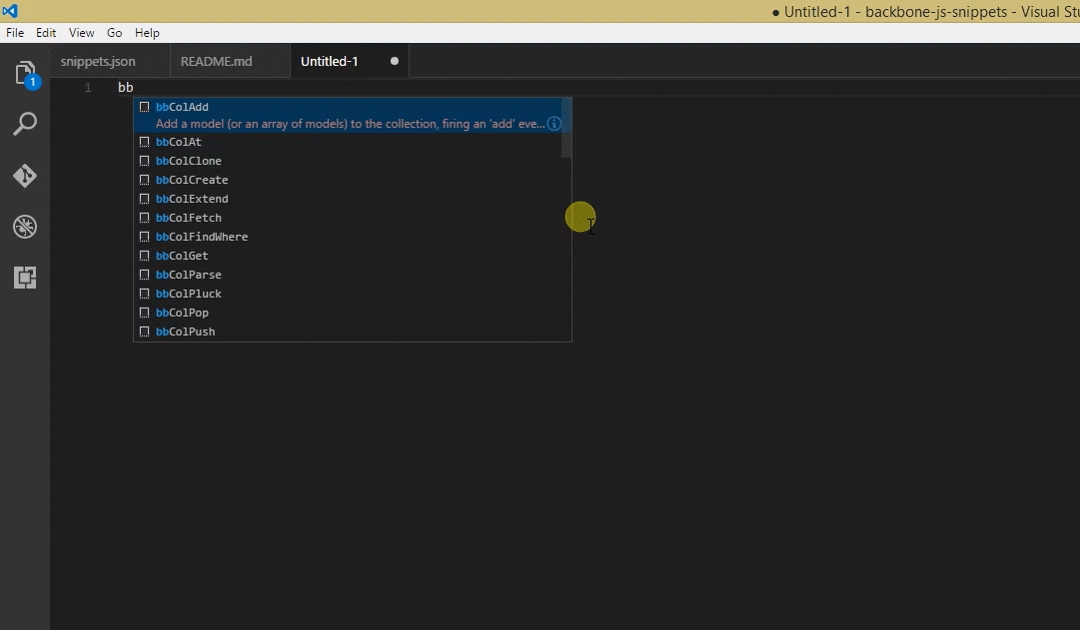 ● Untitled-1 - backbone-js-snippets - Visual Stu
File Edit View Go Help
snippets.json README.md Untitled-1 ●
1
1 bb
bbColAdd
Add a model (or an array of models) to the collection, firing an 'add' eve...
bbColAt
bbColClone
bbColCreate
bbColExtend
bbColFetch
bbColFindWhere
bbColGet
bbColParse
bbColPluck
bbColPop
bbColPush